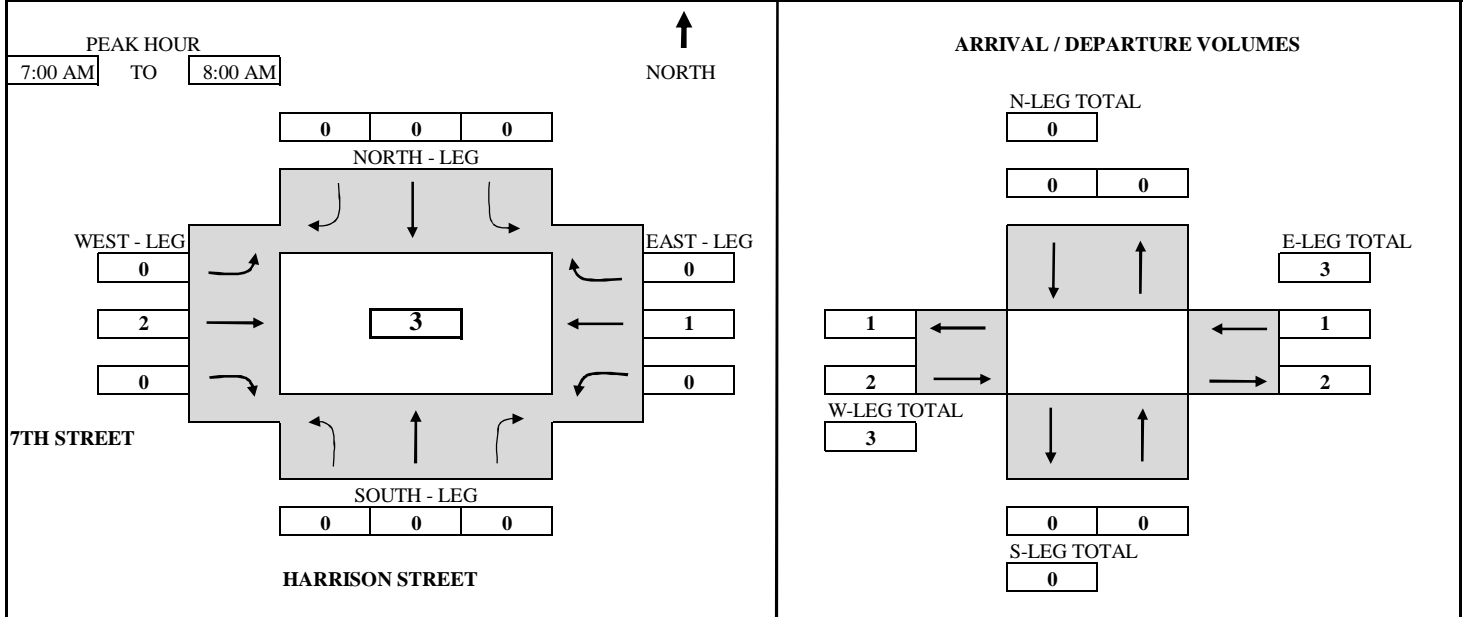 PEAK HOUR
7:00 AM TO 8:00 AM
NORTH
0 0 0
NORTH - LEG
WEST - LEG
EAST - LEG
0 0
2 3 1
0 0
7TH STREET
SOUTH - LEG
0 0 0
HARRISON STREET
ARRIVAL / DEPARTURE VOLUMES
N-LEG TOTAL
0
0 0
E-LEG TOTAL
3
1 1
2 2
W-LEG TOTAL
3
0 0
S-LEG TOTAL
0